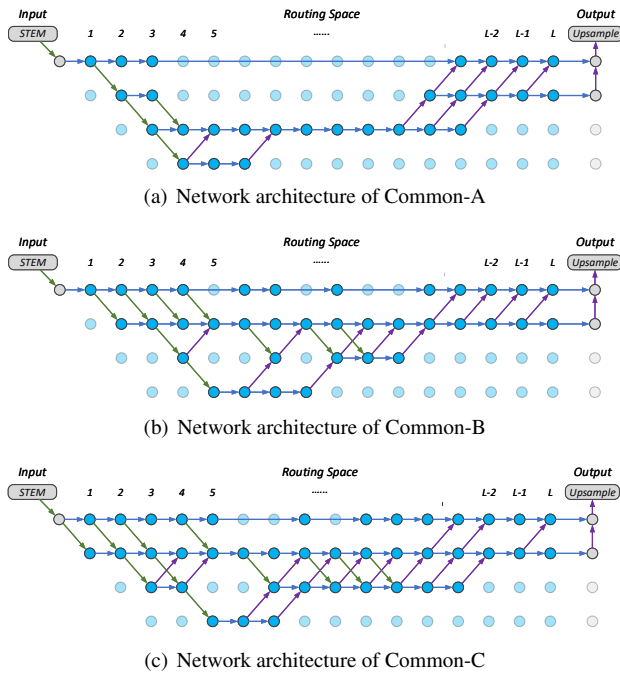 Input Routing Space Output
STEM 1 2 3 4 5 ...... L-2 L-1 L Upsample
(a) Network architecture of Common-A
Input Routing Space Output
STEM 1 2 3 4 5 ...... L-2 L-1 L Upsample
(b) Network architecture of Common-B
Input Routing Space Output
STEM 1 2 3 4 5 ...... L-2 L-1 L Upsample
(c) Network architecture of Common-C